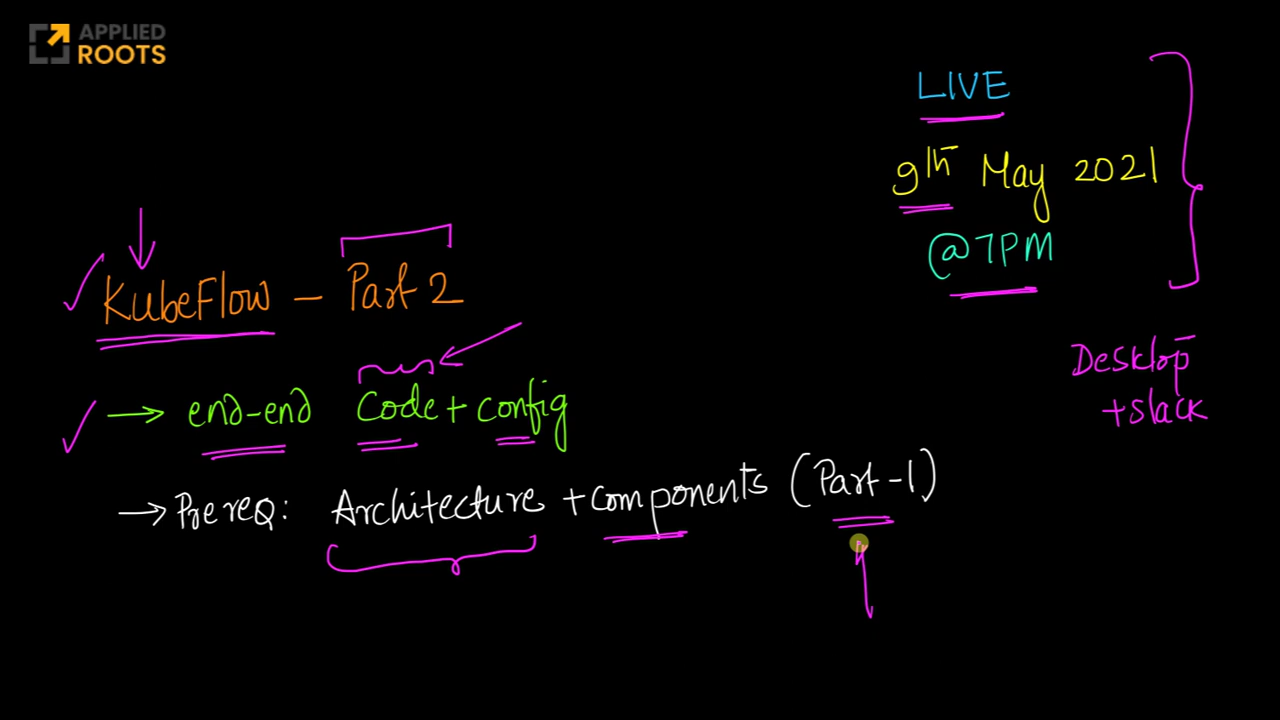 APPLIED
ROOTS
LIVE
9th May 2021
@7PM
KubeFlow - Part 2
Desktop
+slack
→ end-end Code + config
→ Prereq: Architecture + components (Part-1)